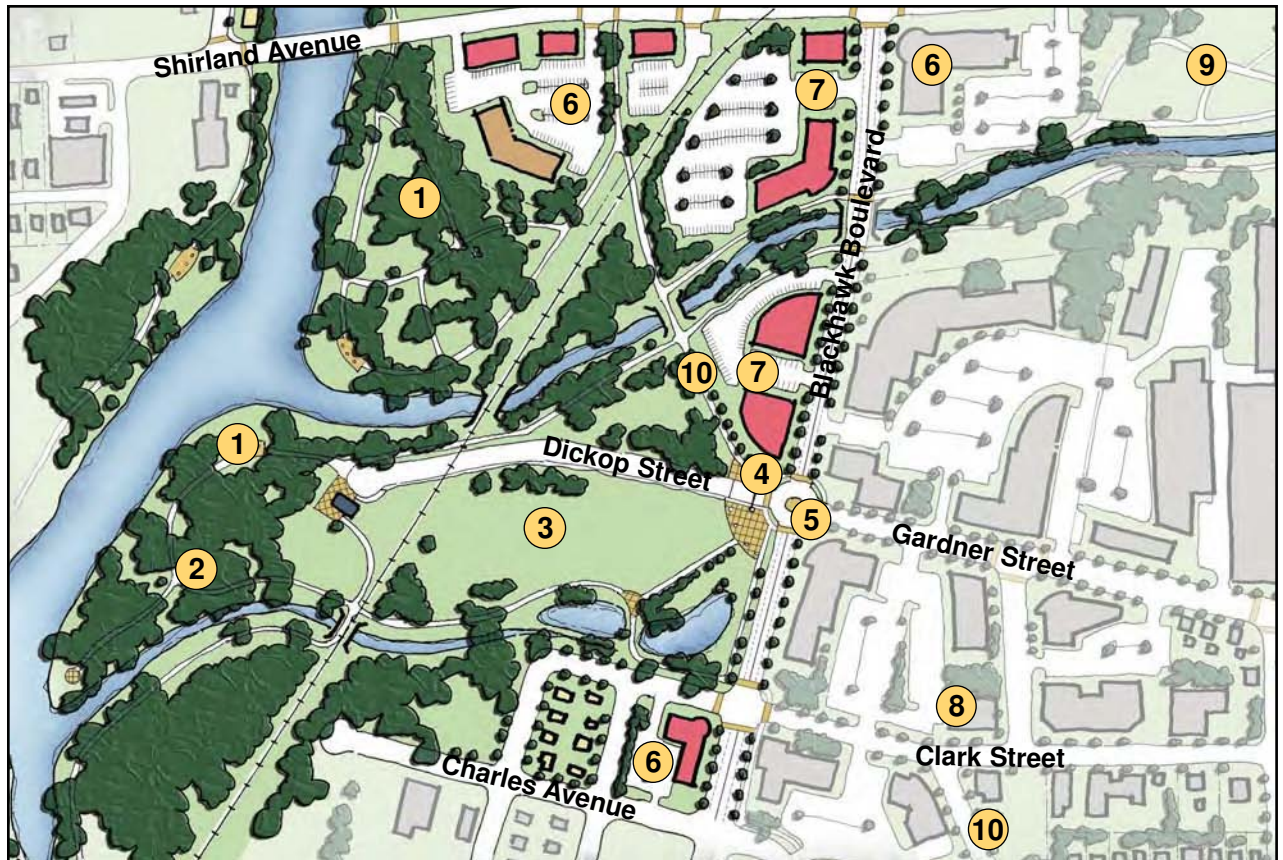 Shirland Avenue
6
6
9
7
1
Blackhawk Boulevard
10
7
1
Dickop Street
4
5
3
Gardner Street
2
8
Clark Street
6
Charles Avenue
10